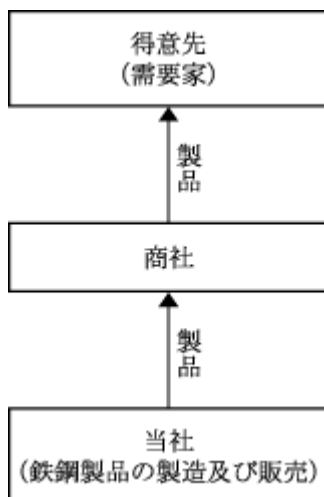 得意先
(需要家)
製品
商社
製品
当社
(鉄鋼製品の製造及び販売)